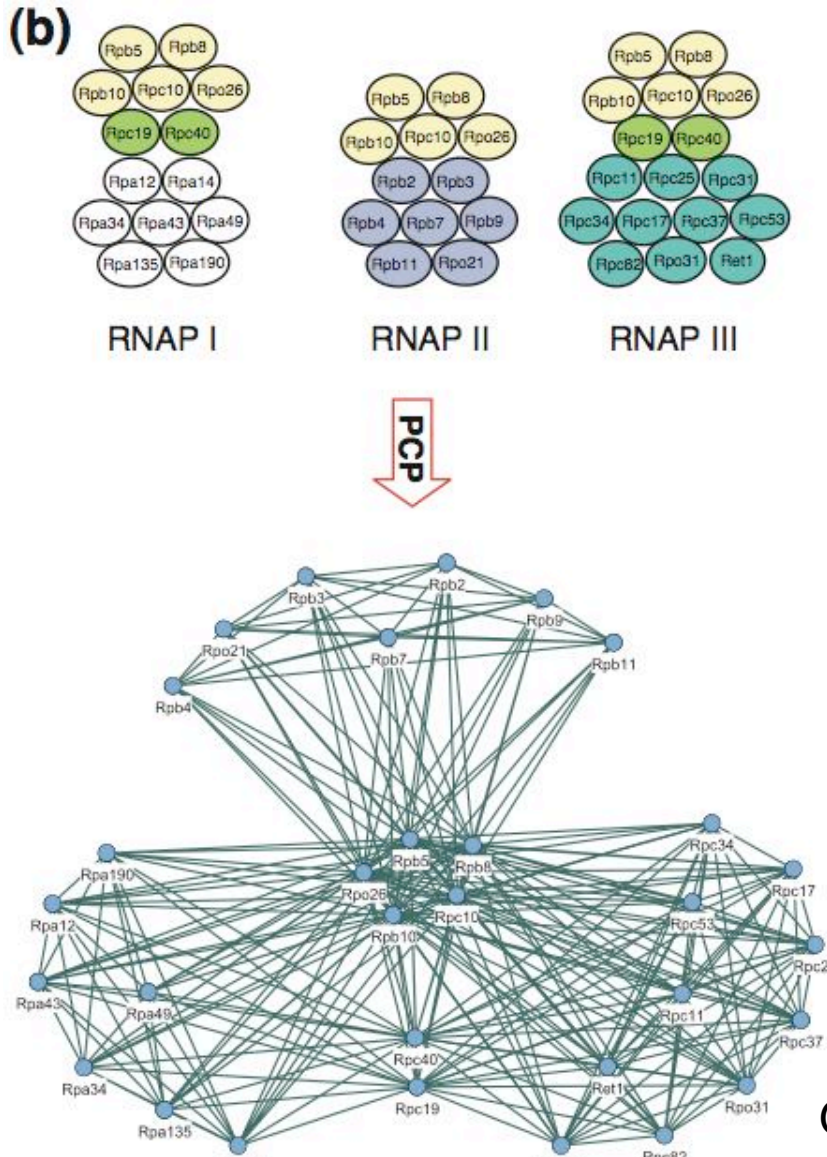 (b)
Rpb5 Rpb8
Rpb10 Rpc10 Rpo26
Rpc19 Rpc40
Rpa12 Rpa14
Rpa34 Rpa43 Rpa49
Rpa135 Rpa190
RNAP I
Rpb5 Rpb8
Rpb10 Rpc10 Rpo26
Rpb2 Rpb3
Rpb4 Rpb7 Rpb9
Rpb11 Rpo21
RNAP II
Rpb5 Rpb8
Rpb10 Rpc10 Rpo26
Rpc19 Rpc40
Rpc11 Rpc25 Rpc31
Rpc34 Rpc17 Rpc37 Rpc53
Rpc82 Rpo31 Ret1
RNAP III
PCP
Rpb2
Rpb3
Rpb9
Rpo21
Rpb7
Rpb11
Rpb4
Rpc34
Rpb5
Rpb8
Rpa190
Rpo26
Rpc17
Rpa12
Rpc10
Rpc53
Rpb10
Rpc2
Rpa43
Rpa49
Rpc11
Rpc37
Rpc40
Rpa34
Ret1
Rpc19
Rpo31
Rpa135